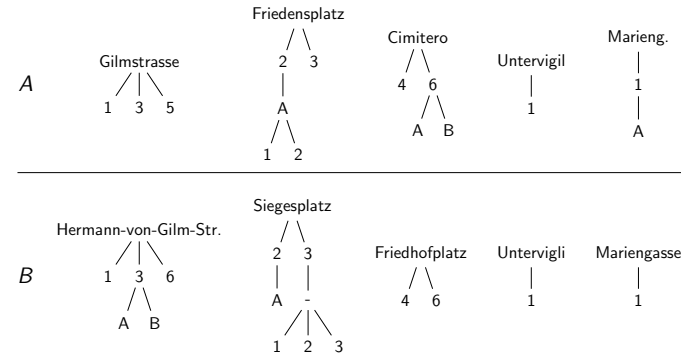 Friedensplatz
Cimitero
Marieng.
Gilmstrasse
2 3
Untervigil
A
4 6
1
1 3 5
1
A
A B
A
1 2
Siegesplatz
Hermann-von-Gilm-Str.
2 3
Friedhofplatz
Untervigli
Mariengasse
B
1 3 6
A -
4 6
1
1
A B
1 2 3